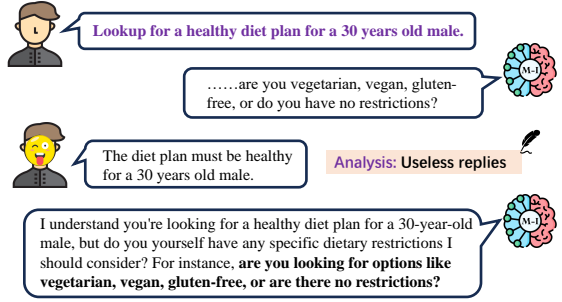 L
Lookup for a healthy diet plan for a 30 years old male.
……are you vegetarian, vegan, gluten-
free, or do you have no restrictions?
M-I
The diet plan must be healthy
for a 30 years old male.
Analysis: Useless replies
I understand you're looking for a healthy diet plan for a 30-year-old
male, but do you yourself have any specific dietary restrictions I
should consider? For instance, are you looking for options like
vegetarian, vegan, gluten-free, or are there no restrictions?
M-I